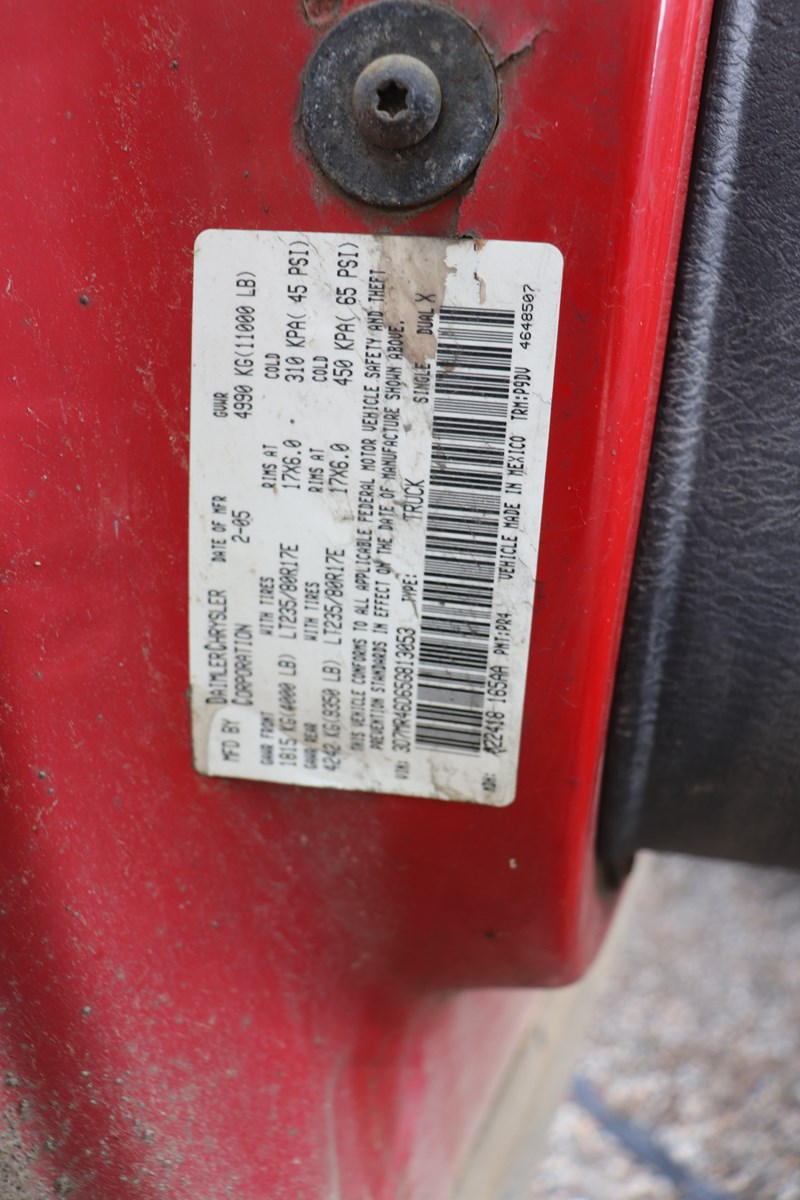 MFD BY DAIMLERCHRYSLER CORPORATION DATE OF MFR 2-05 GVWR 4990 KG(11000 LB)
GAWR FRONT WITH TIRES RIMS AT COLD
1815 KG(4000 LB) LT235/80R17E 17X6.0 310 KPA( 45 PSI)
GAWR REAR WITH TIRES RIMS AT COLD
4242 KG(9350 LB) LT235/80R17E 17X6.0 450 KPA( 65 PSI)
THIS VEHICLE CONFORMS TO ALL APPLICABLE FEDERAL MOTOR VEHICLE SAFETY AND THEFT
PREVENTION STANDARDS IN EFFECT ON THE DATE OF MANUFACTURE SHOWN ABOVE.
VIN: 3D7MR46D65G813053 TYPE: TRUCK SINGLE DUAL X
MDH: 022418 165AA PNT:PR4 VEHICLE MADE IN MEXICO TRM:P9DV 4648507